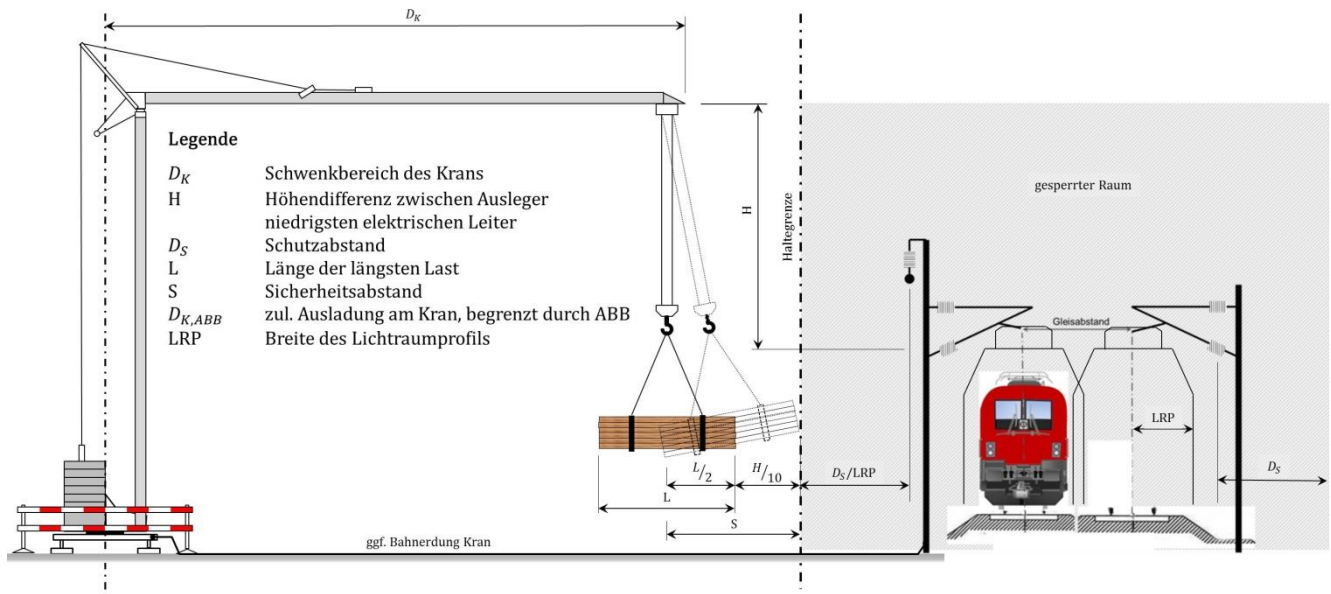 D_K
Legende
D_K Schwenkbereich des Krans
H Höhendifferenz zwischen Ausleger
niedrigsten elektrischen Leiter
D_S Schutzabstand
L Länge der längsten Last
S Sicherheitsabstand
D_{K,ABB} zul. Ausladung am Kran, begrenzt durch ABB
LRP Breite des Lichtraumprofils
H
Haltegrenze
gesperrter Raum
Gleisabstand
LRP
L/2
H/10
D_S/LRP
D_S
L
S
ggf. Bahnerdung Kran